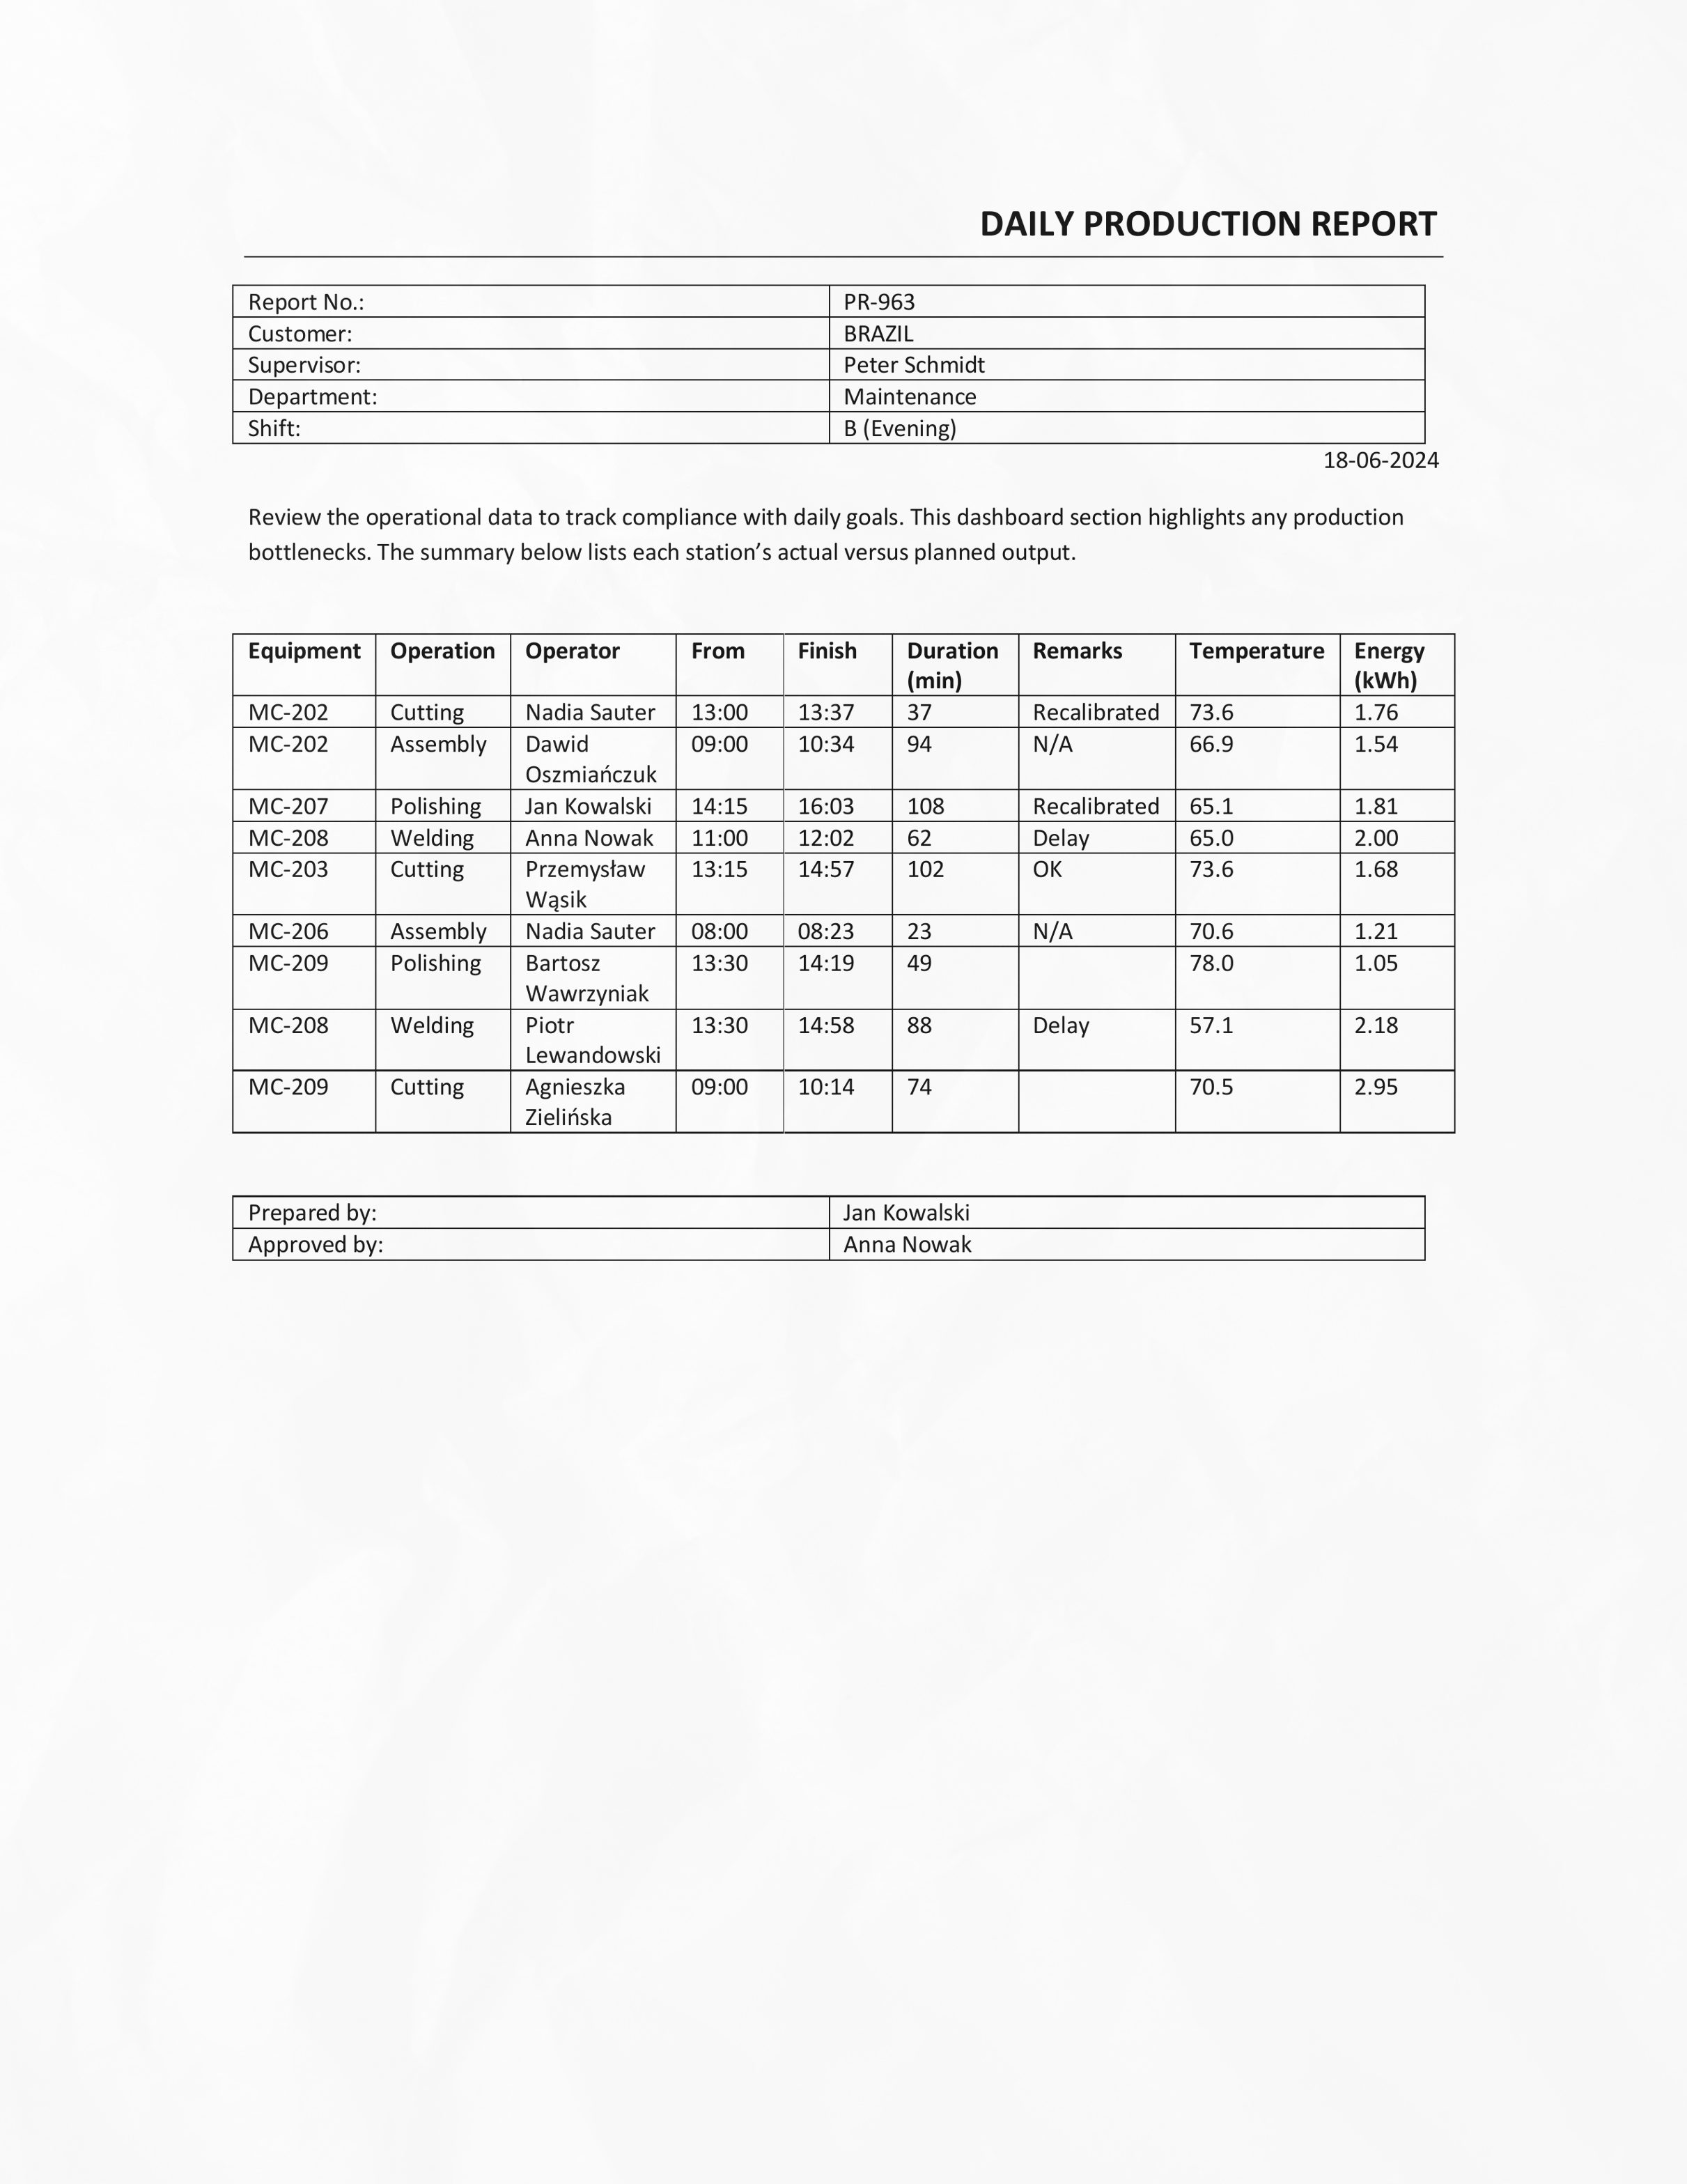 DAILY PRODUCTION REPORT
Report No.: PR-963
Customer: BRAZIL
Supervisor: Peter Schmidt
Department: Maintenance
Shift: B (Evening)
18-06-2024
Review the operational data to track compliance with daily goals. This dashboard section highlights any production
bottlenecks. The summary below lists each station’s actual versus planned output.
Equipment Operation Operator From Finish Duration (min) Remarks Temperature Energy (kWh)
MC-202 Cutting Nadia Sauter 13:00 13:37 37 Recalibrated 73.6 1.76
MC-202 Assembly Dawid Oszmiańczuk 09:00 10:34 94 N/A 66.9 1.54
MC-207 Polishing Jan Kowalski 14:15 16:03 108 Recalibrated 65.1 1.81
MC-208 Welding Anna Nowak 11:00 12:02 62 Delay 65.0 2.00
MC-203 Cutting Przemysław Wąsik 13:15 14:57 102 OK 73.6 1.68
MC-206 Assembly Nadia Sauter 08:00 08:23 23 N/A 70.6 1.21
MC-209 Polishing Bartosz Wawrzyniak 13:30 14:19 49 78.0 1.05
MC-208 Welding Piotr Lewandowski 13:30 14:58 88 Delay 57.1 2.18
MC-209 Cutting Agnieszka Zielińska 09:00 10:14 74 70.5 2.95
Prepared by: Jan Kowalski
Approved by: Anna Nowak